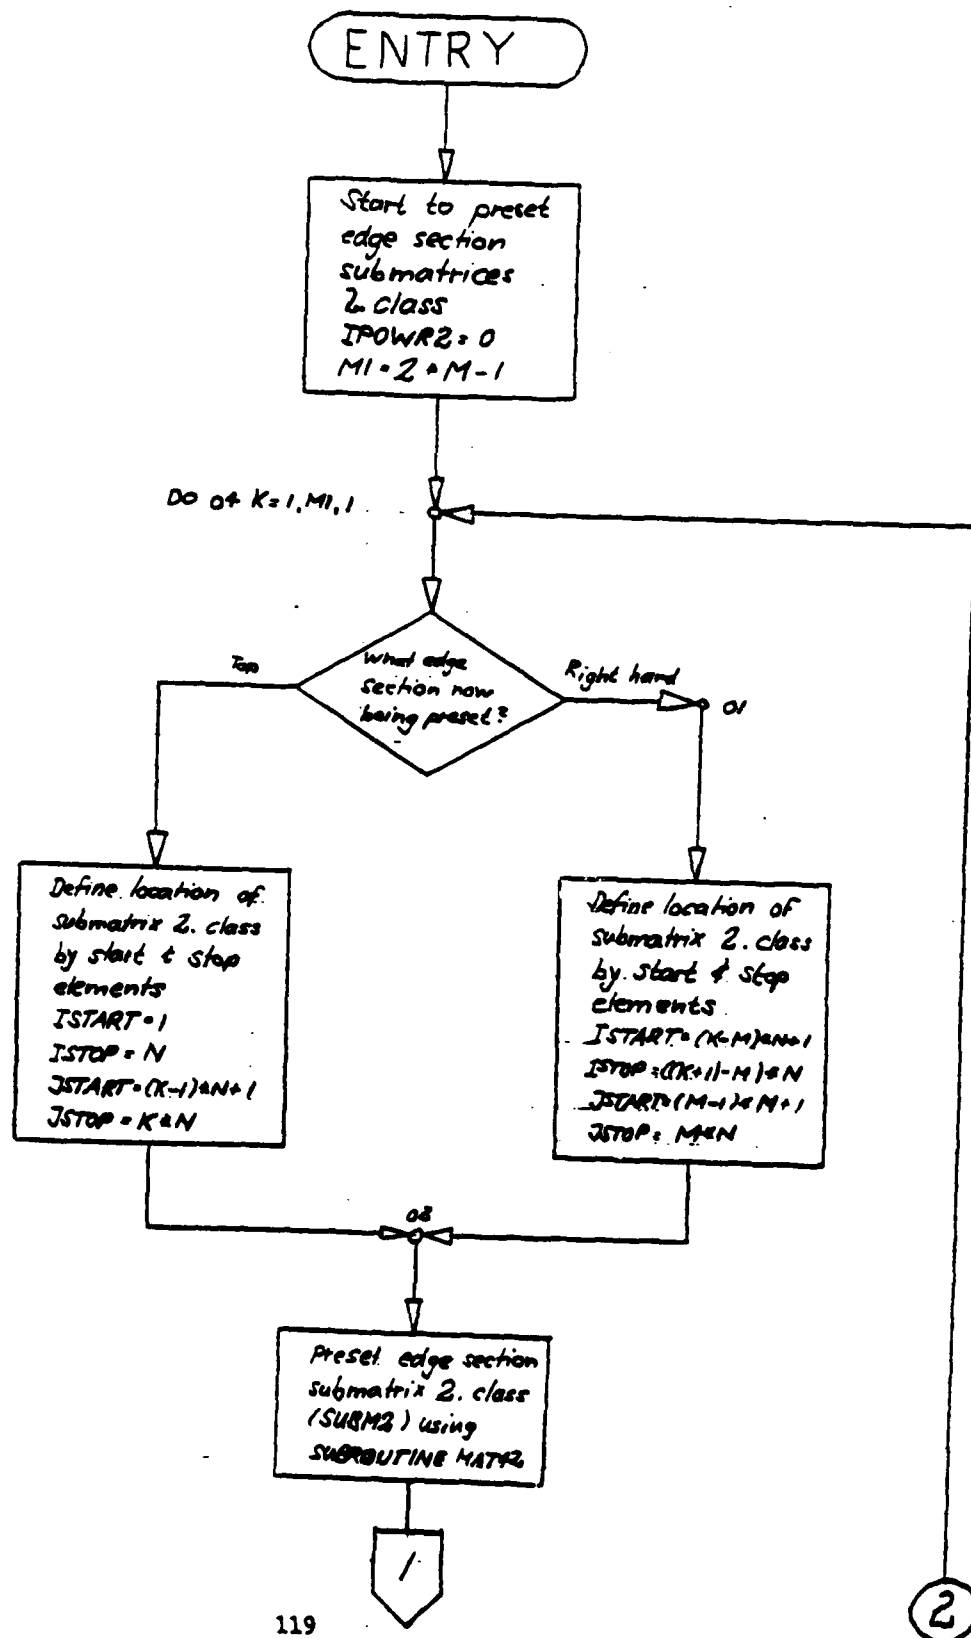 ENTRY
Start to preset
edge section
submatrices
2. class
IPOWR2 = 0
M1 = 2 * M - 1
DO 04 K = 1, M1, 1
What edge
section now
being preset?
Top
Right hand
01
Define location of
submatrix 2. class
by start & stop
elements
ISTART = 1
ISTOP = N
JSTART = (K-1)*N+1
JSTOP = K*N
Define location of
submatrix 2. class
by start & stop
elements
ISTART = (K-M)*N+1
ISTOP = ((K+1)-M)*N
JSTART = (M-1)*M+1
JSTOP = M*N
Preset edge section
submatrix 2. class
(SUBM2) using
SUBROUTINE
1
2
119